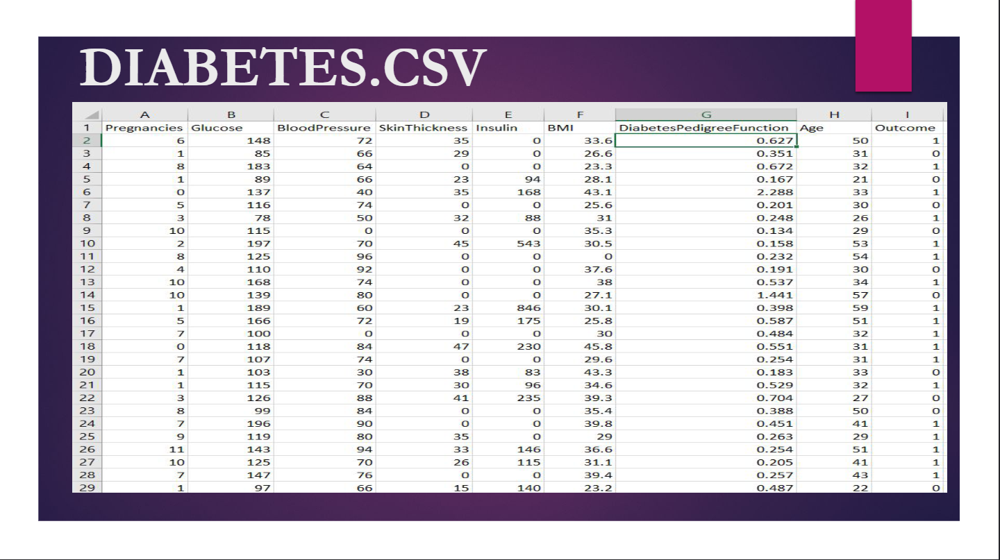 DIABETES.CSV
A B C D E F G H I
1 Pregnancies Glucose BloodPressure SkinThickness Insulin BMI DiabetesPedigreeFunction Age Outcome
2 6 148 72 35 0 33.6 0.627 50 1
3 1 85 66 29 0 26.6 0.351 31 0
4 8 183 64 0 0 23.3 0.672 32 1
5 1 89 66 23 94 28.1 0.167 21 0
6 0 137 40 35 168 43.1 2.288 33 1
7 5 116 74 0 0 25.6 0.201 30 0
8 3 78 50 32 88 31 0.248 26 1
9 10 115 0 0 0 35.3 0.134 29 0
10 2 197 70 45 543 30.5 0.158 53 1
11 8 125 96 0 0 0 0.232 54 1
12 4 110 92 0 0 37.6 0.191 30 0
13 10 168 74 0 0 38 0.537 34 1
14 10 139 80 0 0 27.1 1.441 57 0
15 1 189 60 23 846 30.1 0.398 59 1
16 5 166 72 19 175 25.8 0.587 51 1
17 7 100 0 0 0 30 0.484 32 1
18 0 118 84 47 230 45.8 0.551 31 1
19 7 107 74 0 0 29.6 0.254 31 1
20 1 103 30 38 83 43.3 0.183 33 0
21 1 115 70 30 96 34.6 0.529 32 1
22 3 126 88 41 235 39.3 0.704 27 0
23 8 99 84 0 0 35.4 0.388 50 0
24 7 196 90 0 0 39.8 0.451 41 1
25 9 119 80 35 0 29 0.263 29 1
26 11 143 94 33 146 36.6 0.254 51 1
27 10 125 70 26 115 31.1 0.205 41 1
28 7 147 76 0 0 39.4 0.257 43 1
29 1 97 66 15 140 23.2 0.487 22 0